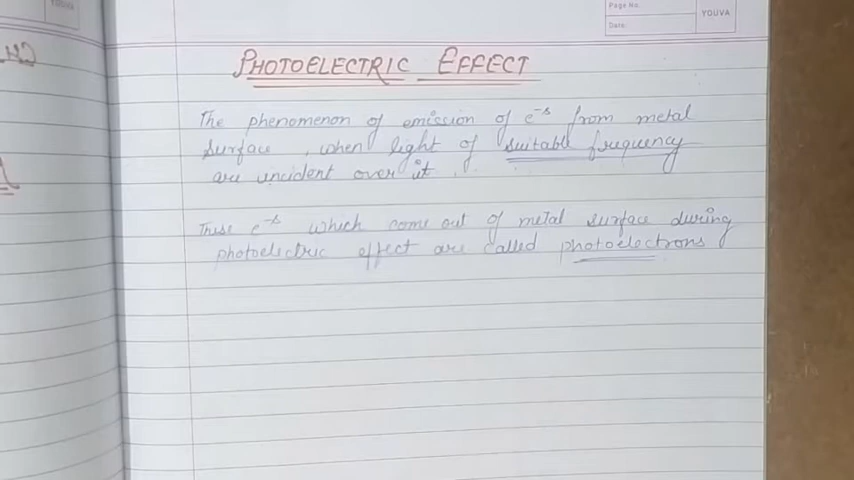 Page No.
Date:
YOUVA
PHOTOELECTRIC EFFECT
The phenomenon of emission of e⁻s from metal
surface, when light of suitable frequency
are incident over it.
These e⁻s which come out of metal surface during
photoelectric effect are called photoelectrons